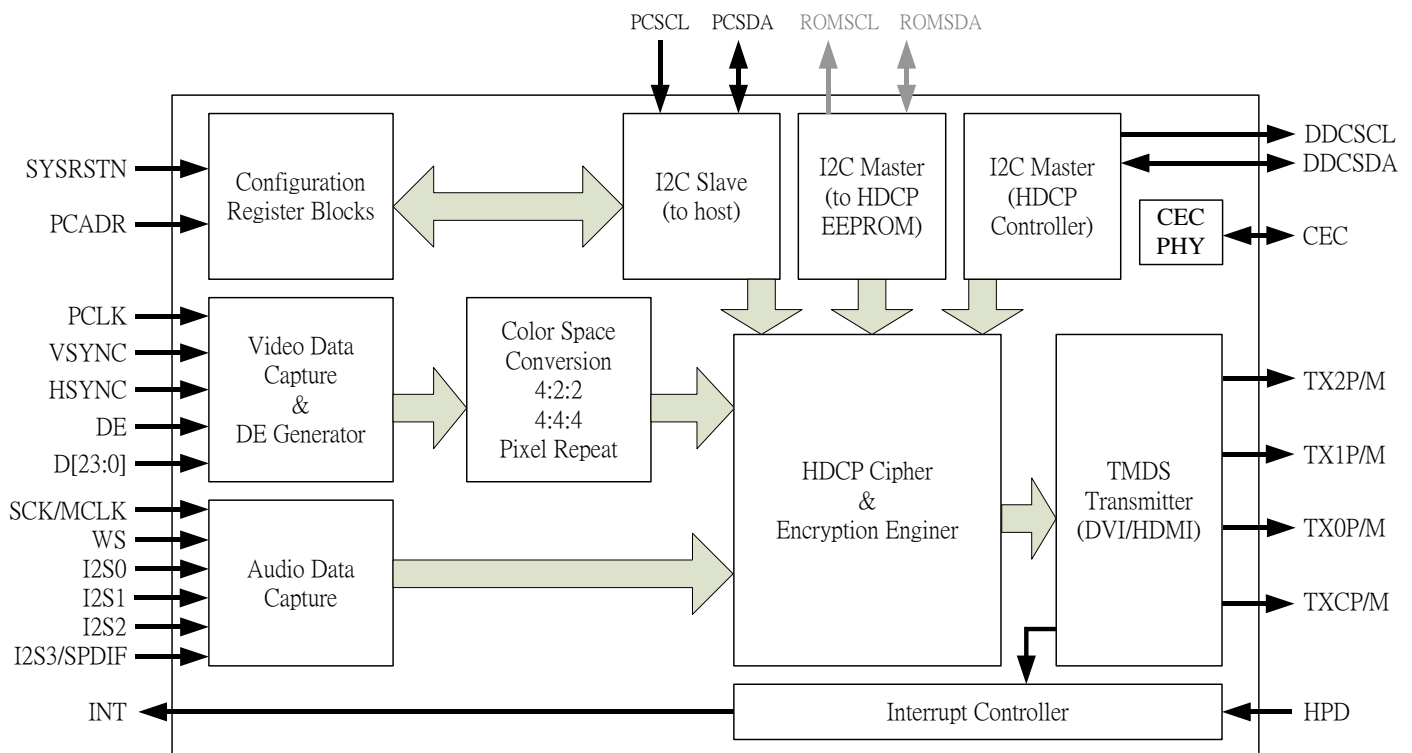 PCSCL PCSDA ROMSCL ROMSDA
SYSRSTN
PCADR
Configuration
Register Blocks
I2C Slave
(to host)
I2C Master
(to HDCP
EEPROM)
I2C Master
(HDCP
Controller)
DDCSCL
DDCSDA
CEC
PHY
CEC
PCLK
VSYNC
HSYNC
DE
D[23:0]
Video Data
Capture
&
DE Generator
Color Space
Conversion
4:2:2
4:4:4
Pixel Repeat
SCK/MCLK
WS
I2S0
I2S1
I2S2
I2S3/SPDIF
Audio Data
Capture
HDCP Cipher
&
Encryption Enginer
TMDS
Transmitter
(DVI/HDMI)
TX2P/M
TX1P/M
TX0P/M
TXCP/M
INT
Interrupt Controller
HPD